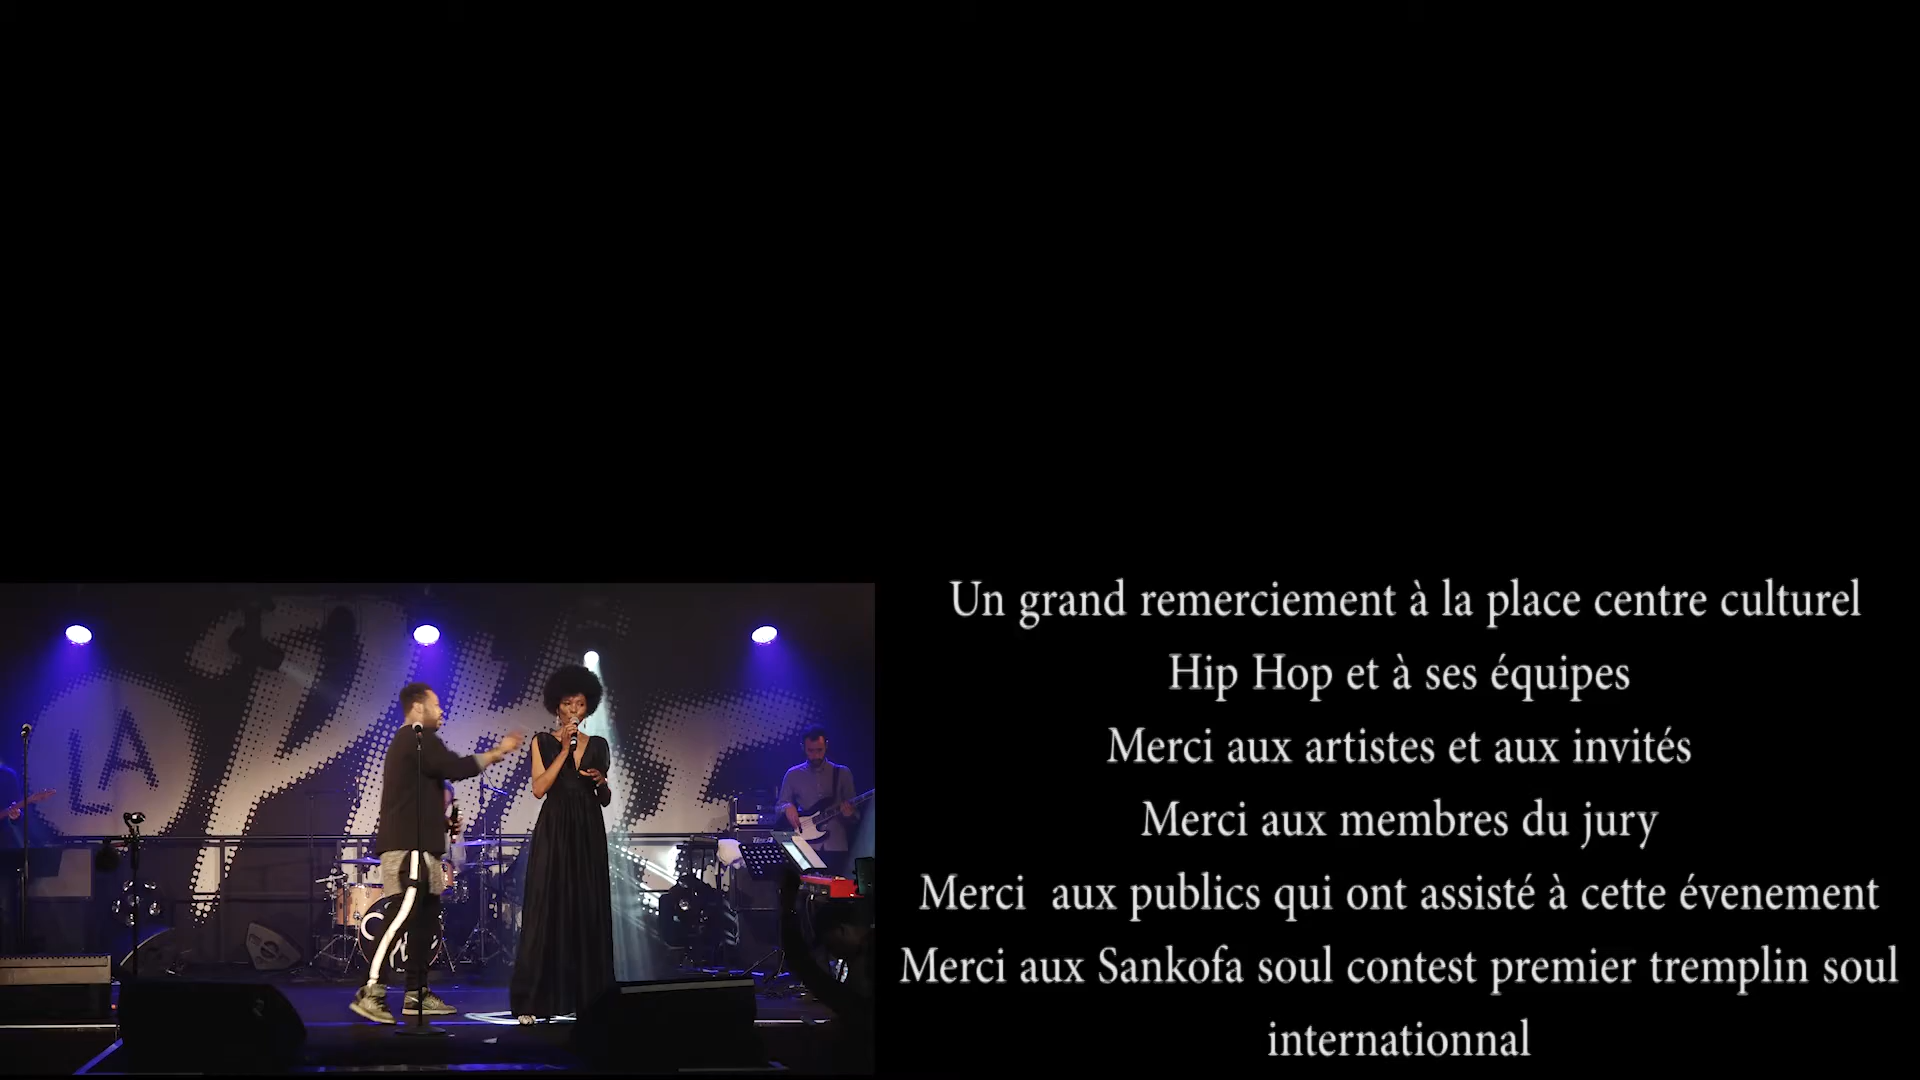 LA
PLACE
Un grand remerciement à la place centre culturel
Hip Hop et à ses équipes
Merci aux artistes et aux invités
Merci aux membres du jury
Merci  aux publics qui ont assisté à cette évenement
Merci aux Sankofa soul contest premier tremplin soul
internationnal